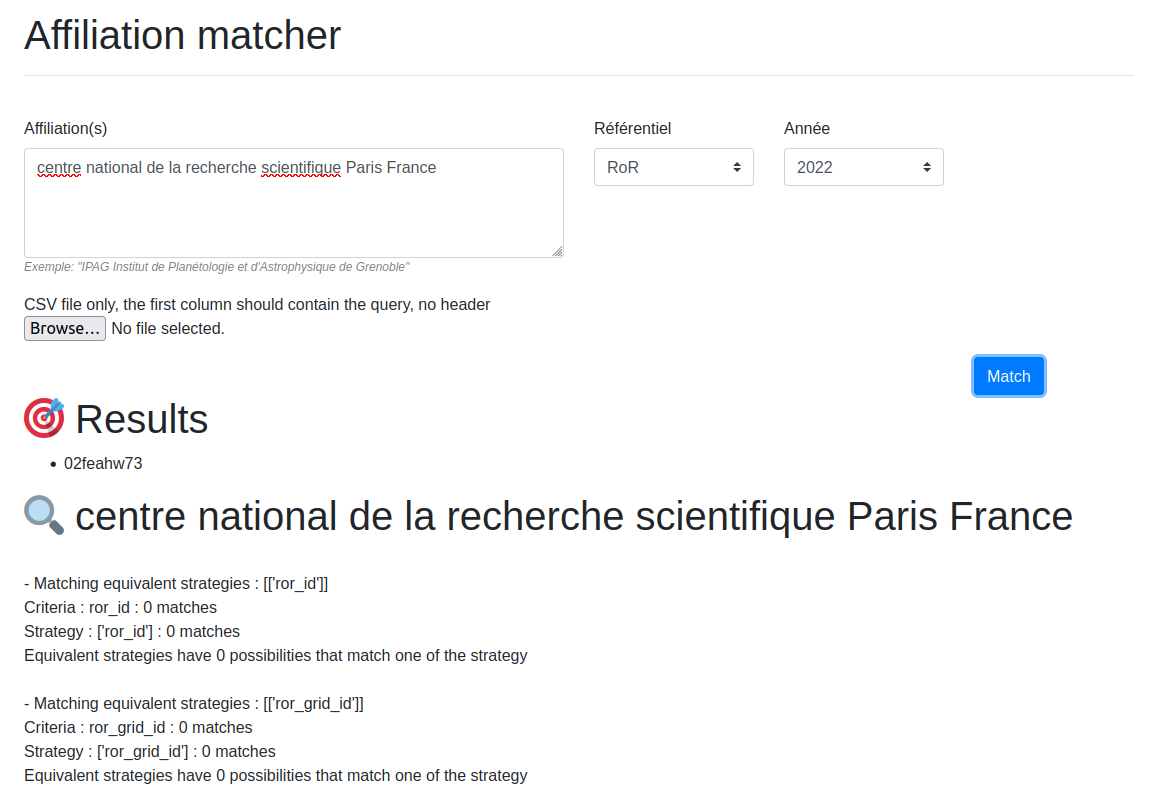 Affiliation matcher
Affiliation(s)
Référentiel
Année
centre national de la recherche scientifique Paris France
RoR
2022
Exemple: "IPAG Institut de Planétologie et d'Astrophysique de Grenoble"
CSV file only, the first column should contain the query, no header
Browse... No file selected.
Match
Results
• 02feahw73
centre national de la recherche scientifique Paris France
- Matching equivalent strategies : [['ror_id']]
Criteria : ror_id : 0 matches
Strategy : ['ror_id'] : 0 matches
Equivalent strategies have 0 possibilities that match one of the strategy
- Matching equivalent strategies : [['ror_grid_id']]
Criteria : ror_grid_id : 0 matches
Strategy : ['ror_grid_id'] : 0 matches
Equivalent strategies have 0 possibilities that match one of the strategy